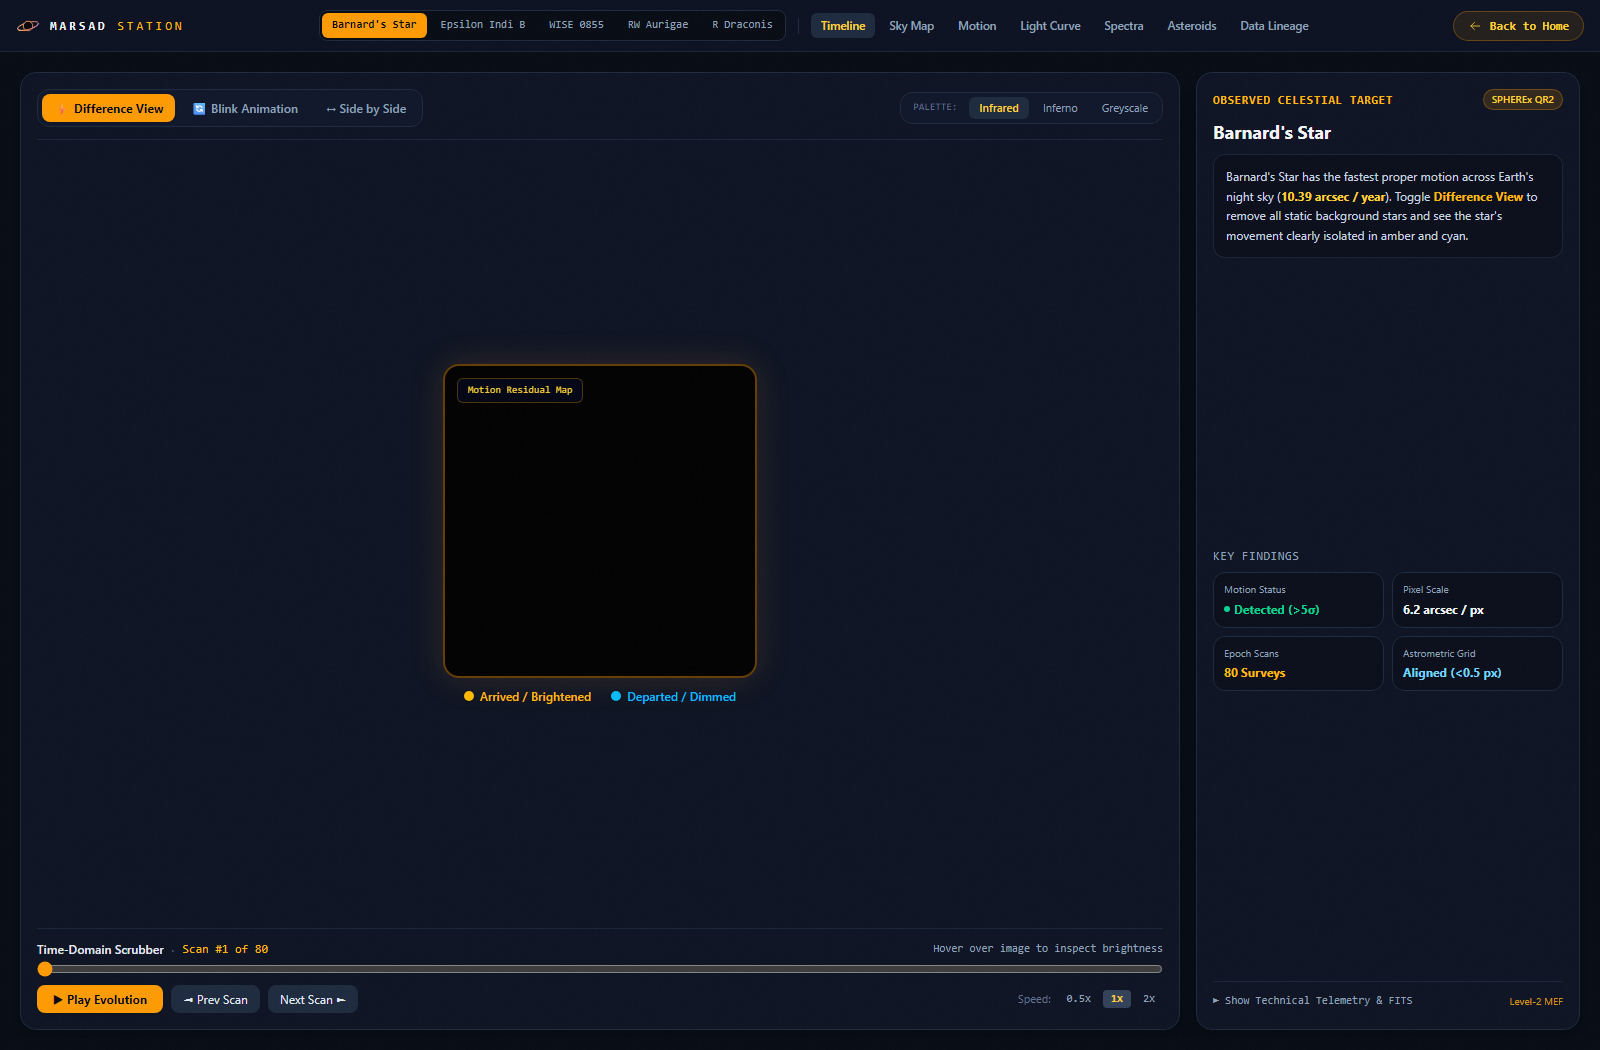 MARSAD STATION
Barnard's Star
Epsilon Indi B
WISE 0855
RW Aurigae
R Draconis
Timeline
Sky Map
Motion
Light Curve
Spectra
Asteroids
Data Lineage
← Back to Home
Difference View
Blink Animation
↔ Side by Side
PALETTE:
Infrared
Inferno
Greyscale
Motion Residual Map
Arrived / Brightened
Departed / Dimmed
Time-Domain Scrubber · Scan #1 of 80
Hover over image to inspect brightness
▶ Play Evolution
◄ Prev Scan
Next Scan ►
Speed:
0.5x
1x
2x
OBSERVED CELESTIAL TARGET
SPHEREx QR2
Barnard's Star
Barnard's Star has the fastest proper motion across Earth's
night sky (10.39 arcsec / year). Toggle Difference View to
remove all static background stars and see the star's
movement clearly isolated in amber and cyan.
KEY FINDINGS
Motion Status
Detected (>5σ)
Pixel Scale
6.2 arcsec / px
Epoch Scans
80 Surveys
Astrometric Grid
Aligned (<0.5 px)
► Show Technical Telemetry & FITS
Level-2 MEF